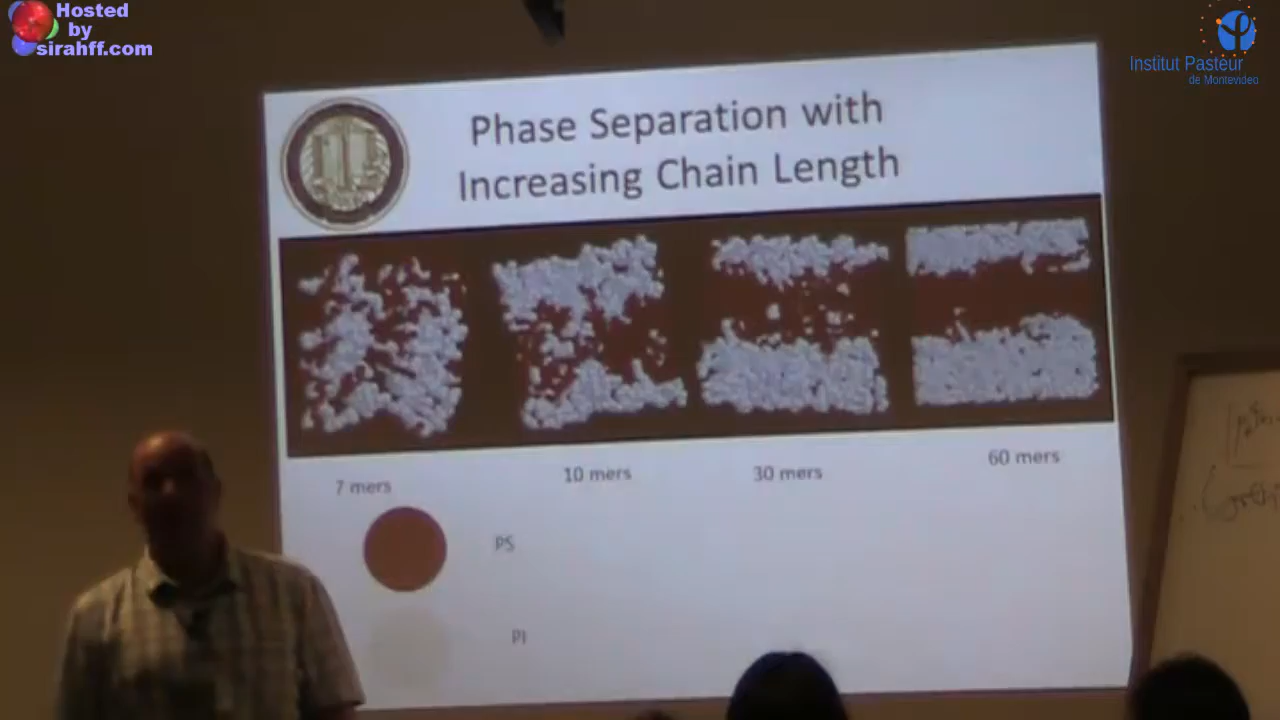 Hosted
by
sirahff.com
Institut Pasteur
de Montevideo
Phase Separation with
Increasing Chain Length
7 mers
10 mers
30 mers
60 mers
PS
PI